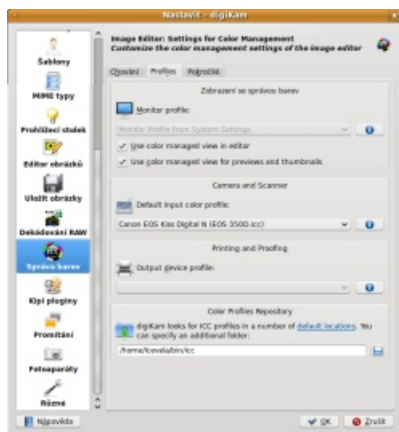 Nastavit – digiKam
Image Editor: Settings for Color Management
Customize the color management settings of the image editor
Šablony
MIME typy
Prohlížecí stolek
Editor obrázků
Uložit obrázky
Dekódování RAW
Správa barev
Kipi pluginy
Promítání
Fotoaparáty
Různé
Chování Profiles Pokročilé
Zobrazení se správou barev
Monitor profile:
Monitor Profile From System Settings
Use color managed view in editor
Use color managed view for previews and thumbnails
Camera and Scanner
Default input color profile:
Canon EOS Kiss Digital N (EOS 350D.icc)
Printing and Proofing
Output device profile:
Color Profiles Repository
digiKam looks for ICC profiles in a number of default locations. You
can specify an additional folder:
Nápověda
OK
Zrušit